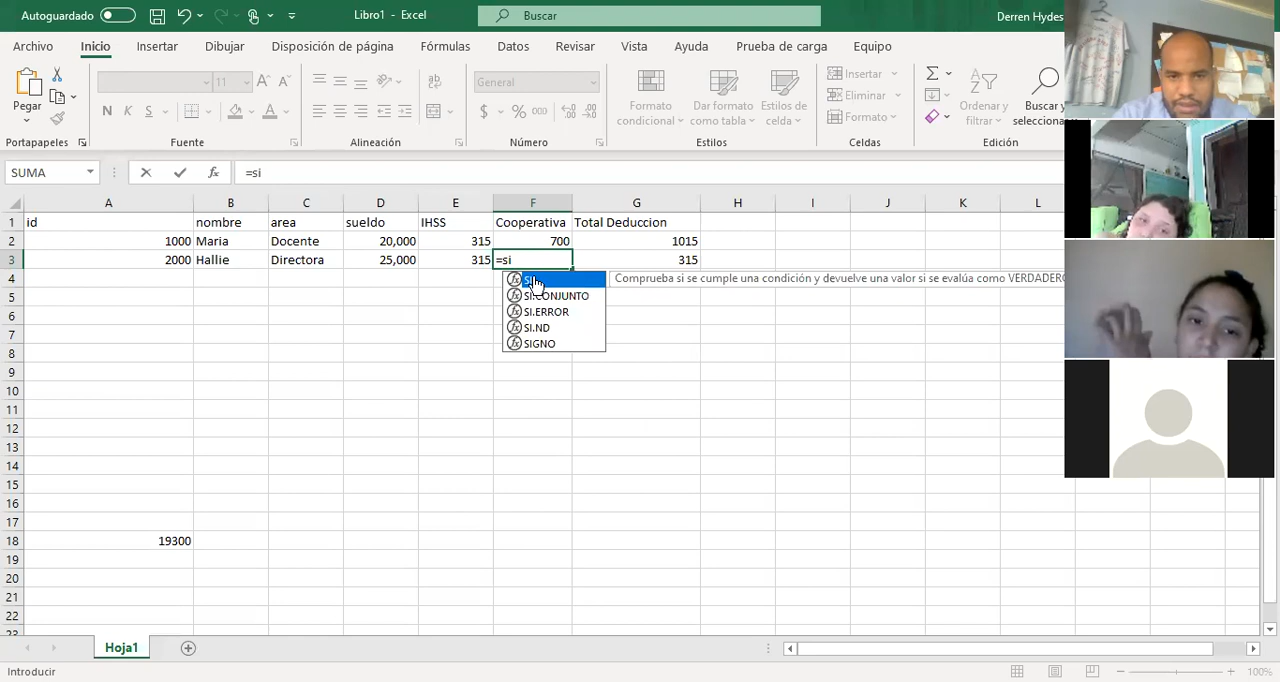 Autoguardado Libro1 - Excel Buscar Derren Hydes
Archivo Inicio Insertar Dibujar Disposición de página Fórmulas Datos Revisar Vista Ayuda Prueba de carga Equipo
Pegar
N K S
11
General
$ % 000
Formato condicional
Dar formato como tabla
Estilos de celda
Insertar
Eliminar
Formato
Ordenar y filtrar
Buscar y selecciona
Portapapeles Fuente Alineación Número Estilos Celdas Edición
SUMA fx =si
A B C D E F G H I J K L
1 id nombre area sueldo IHSS Cooperativa Total Deduccion
2 1000 Maria Docente 20,000 315 700 1015
3 2000 Hallie Directora 25,000 315 =si 315
4 SI Comprueba si se cumple una condición y devuelve una valor si se evalúa como VERDADERO
5 SI.CONJUNTO
6 SI.ERROR
7 SI.ND
8 SIGNO
9
10
11
12
13
14
15
16
17
18 19300
19
20
21
22
23
Hoja1
Introducir 100%